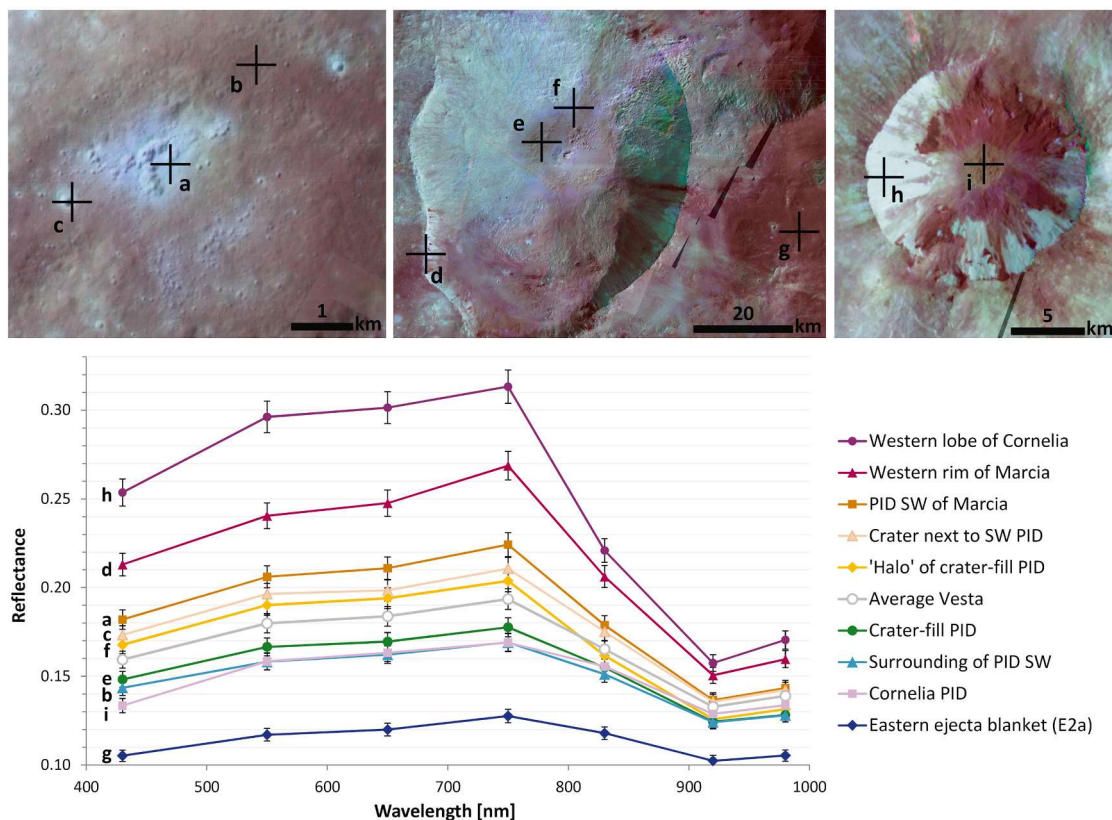 b
a
c
1
km
f
e
d
g
20
km
h
i
5
km
Reflectance
0.30
0.25
0.20
0.15
0.10
h
d
a
c
f
e
b
i
g
400
500
600
700
800
900
1000
Wavelength [nm]
Western lobe of Cornelia
Western rim of Marcia
PID SW of Marcia
Crater next to SW PID
'Halo' of crater-fill PID
Average Vesta
Crater-fill PID
Surrounding of PID SW
Cornelia PID
Eastern ejecta blanket (E2a)